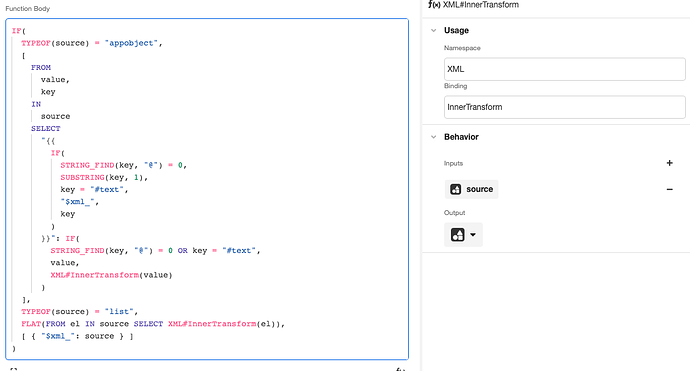 Function Body
IF(
TYPEOF(source) = "appobject",
[
FROM
value,
key
IN
source
SELECT
"{{
IF(
STRING_FIND(key, "@") = 0,
SUBSTRING(key, 1),
key = "#text",
"$xml_",
key
)
}}": IF(
STRING_FIND(key, "@") = 0 OR key = "#text",
value,
XML#InnerTransform(value)
)
],
TYPEOF(source) = "list",
FLAT(FROM el IN source SELECT XML#InnerTransform(el)),
[ { "$xml_": source } ]
)
f(x) XML#InnerTransform
Usage
Namespace
XML
Binding
InnerTransform
Behavior
Inputs
+
source
−
Output